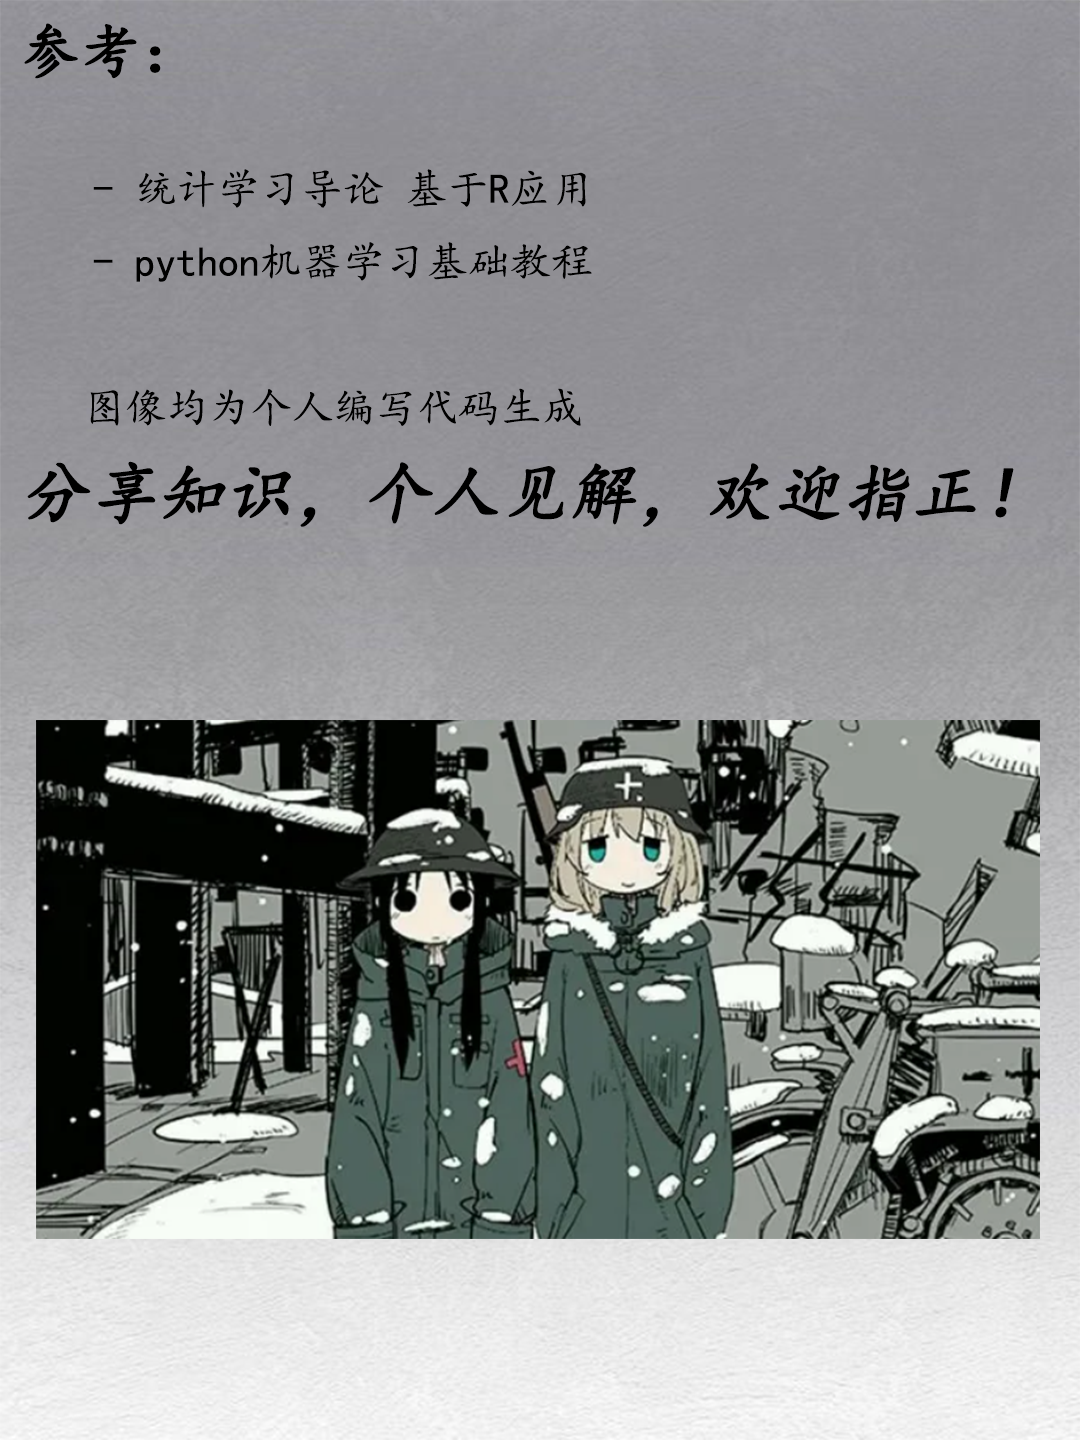 参考：
- 统计学习导论 基于R应用
- python机器学习基础教程
图像均为个人编写代码生成
分享知识，个人见解，欢迎指正！